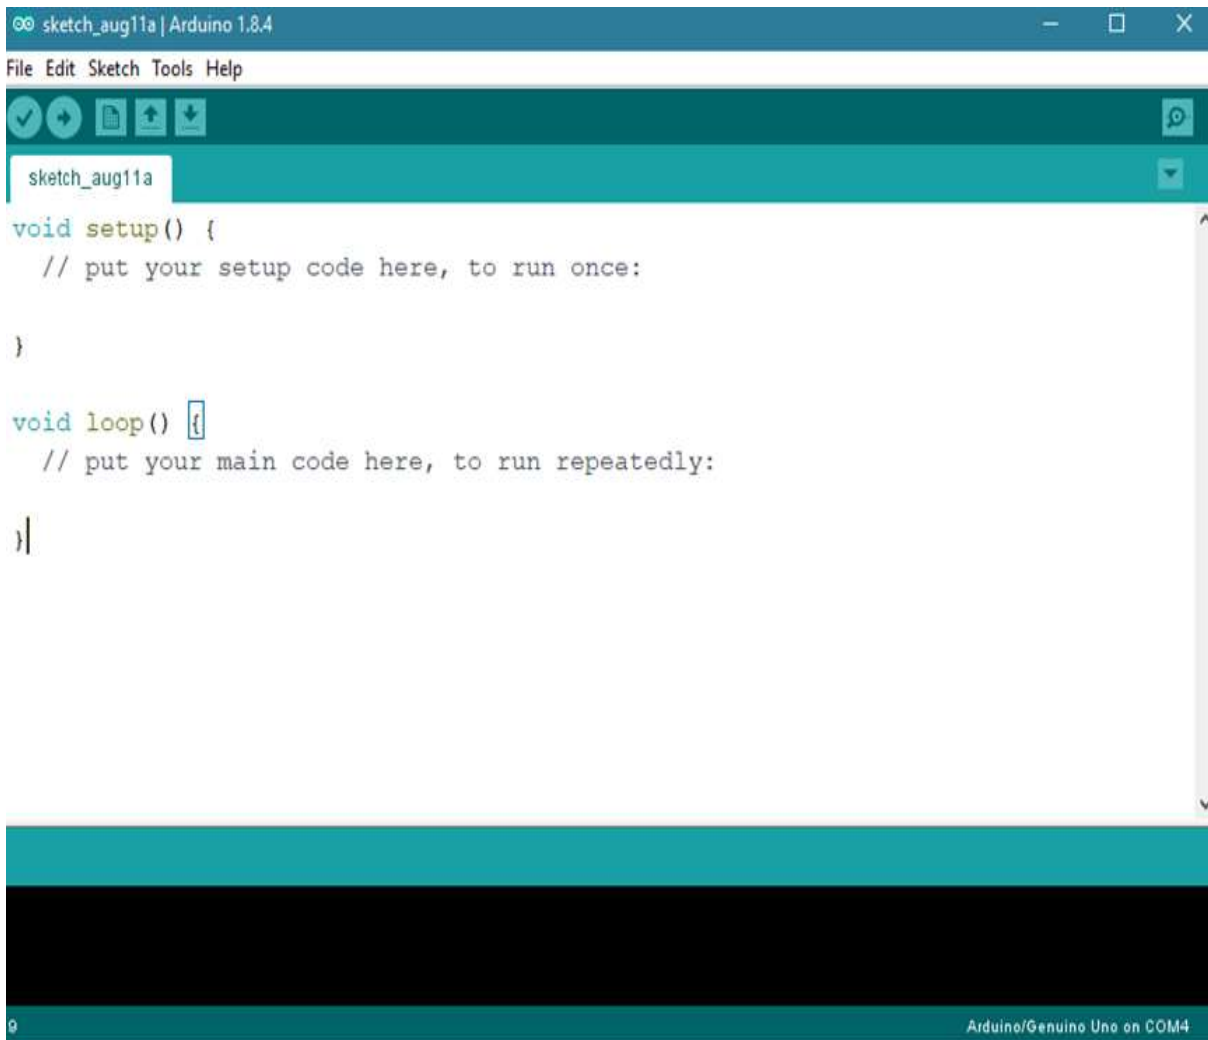 sketch_aug11a | Arduino 1.8.4
File Edit Sketch Tools Help
sketch_aug11a
void setup() {
  // put your setup code here, to run once:
}
void loop() {
  // put your main code here, to run repeatedly:
}
9
Arduino/Genuino Uno on COM4